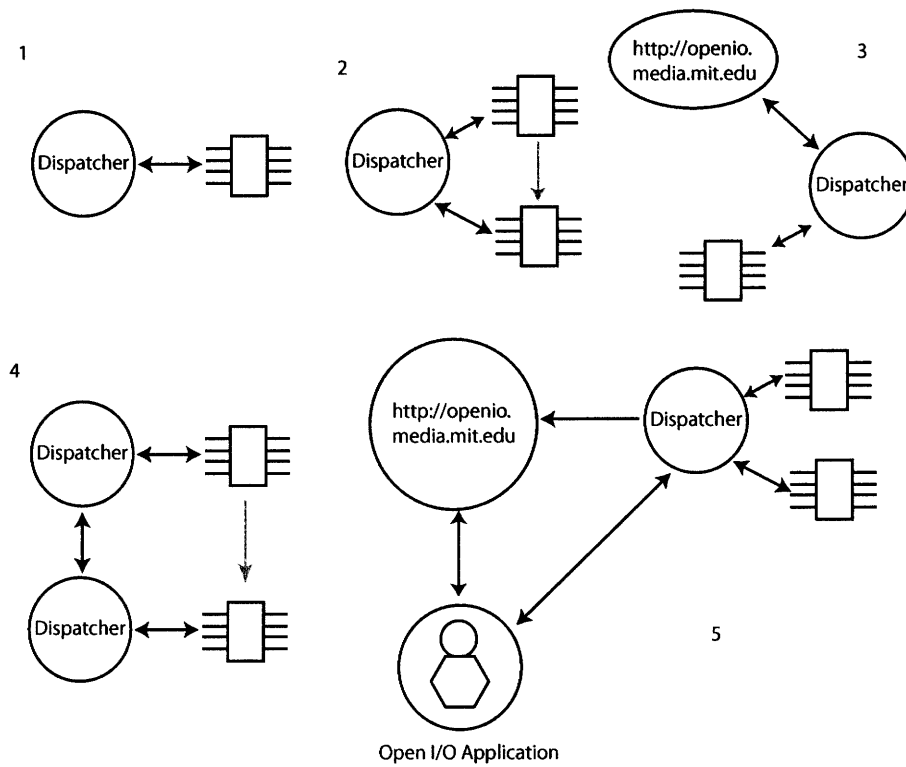 1
Dispatcher
2
Dispatcher
3
http://openio.
media.mit.edu
Dispatcher
4
Dispatcher
Dispatcher
http://openio.
media.mit.edu
Dispatcher
5
Open I/O Application